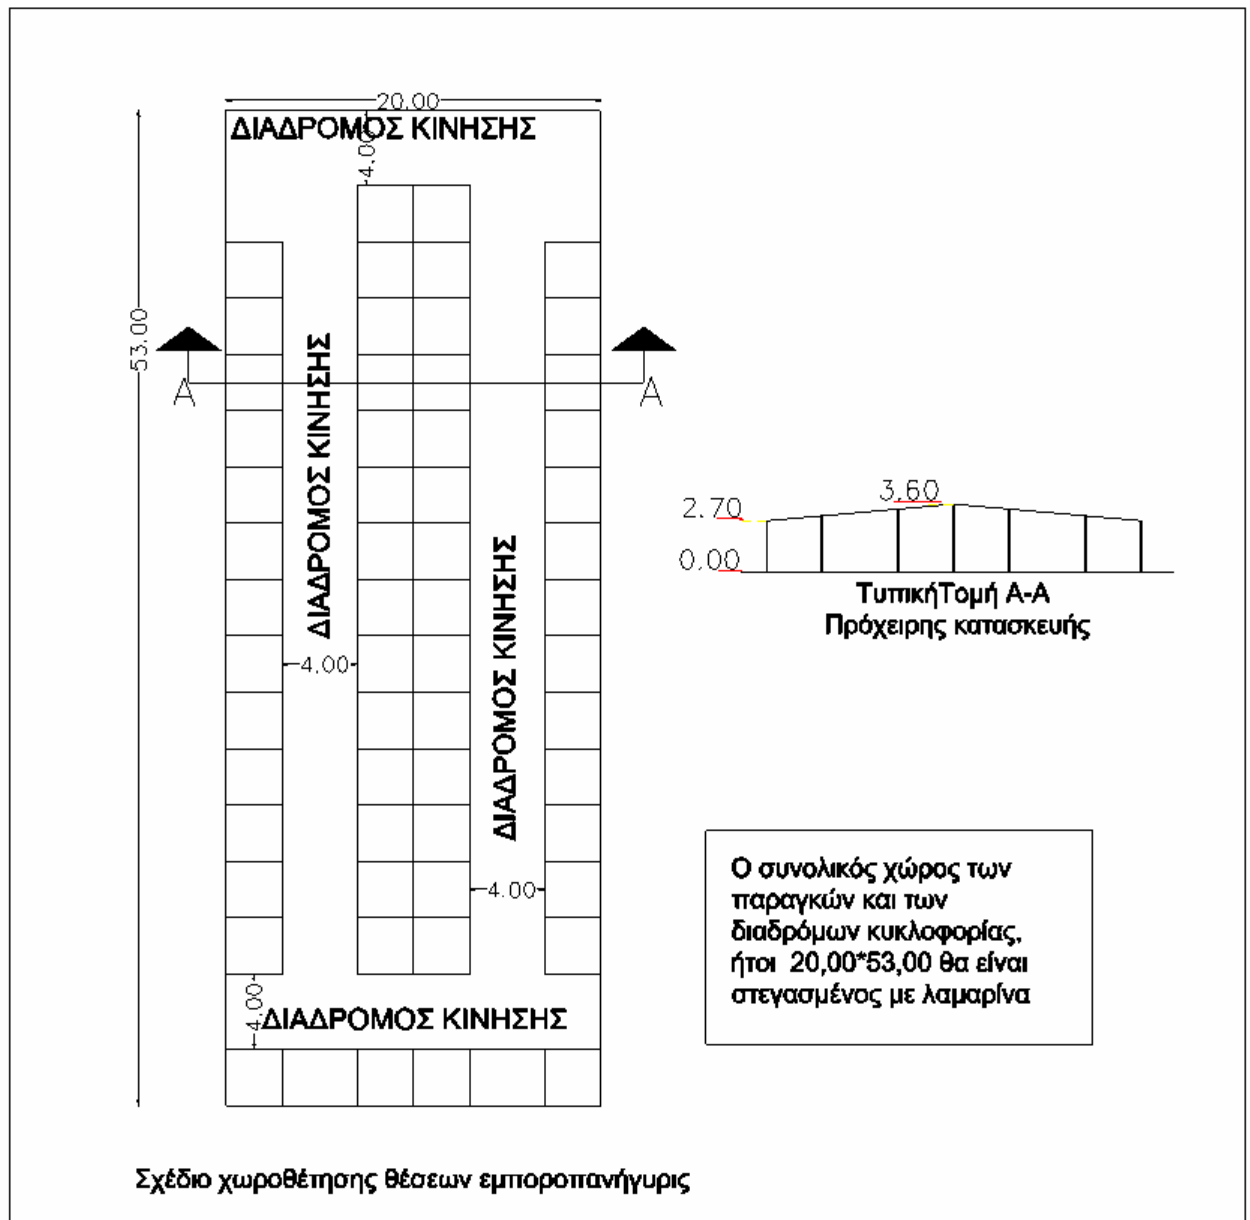 20.00
ΔΙΑΔΡΟΜΟΣ ΚΙΝΗΣΗΣ
4.00
53.00
A
A
ΔΙΑΔΡΟΜΟΣ ΚΙΝΗΣΗΣ
4.00
ΔΙΑΔΡΟΜΟΣ ΚΙΝΗΣΗΣ
4.00
4.00
ΔΙΑΔΡΟΜΟΣ ΚΙΝΗΣΗΣ
3.60
2.70
0.00
ΤυπικήΤομή Α-Α
Πρόχειρης κατασκευής
Ο συνολικός χώρος των
παραγκών και των
διαδρόμων κυκλοφορίας,
ήτοι 20,00*53,00 θα είναι
στεγασμένος με λαμαρίνα
Σχέδιο χωροθέτησης θέσεων εμποροπανήγυρις